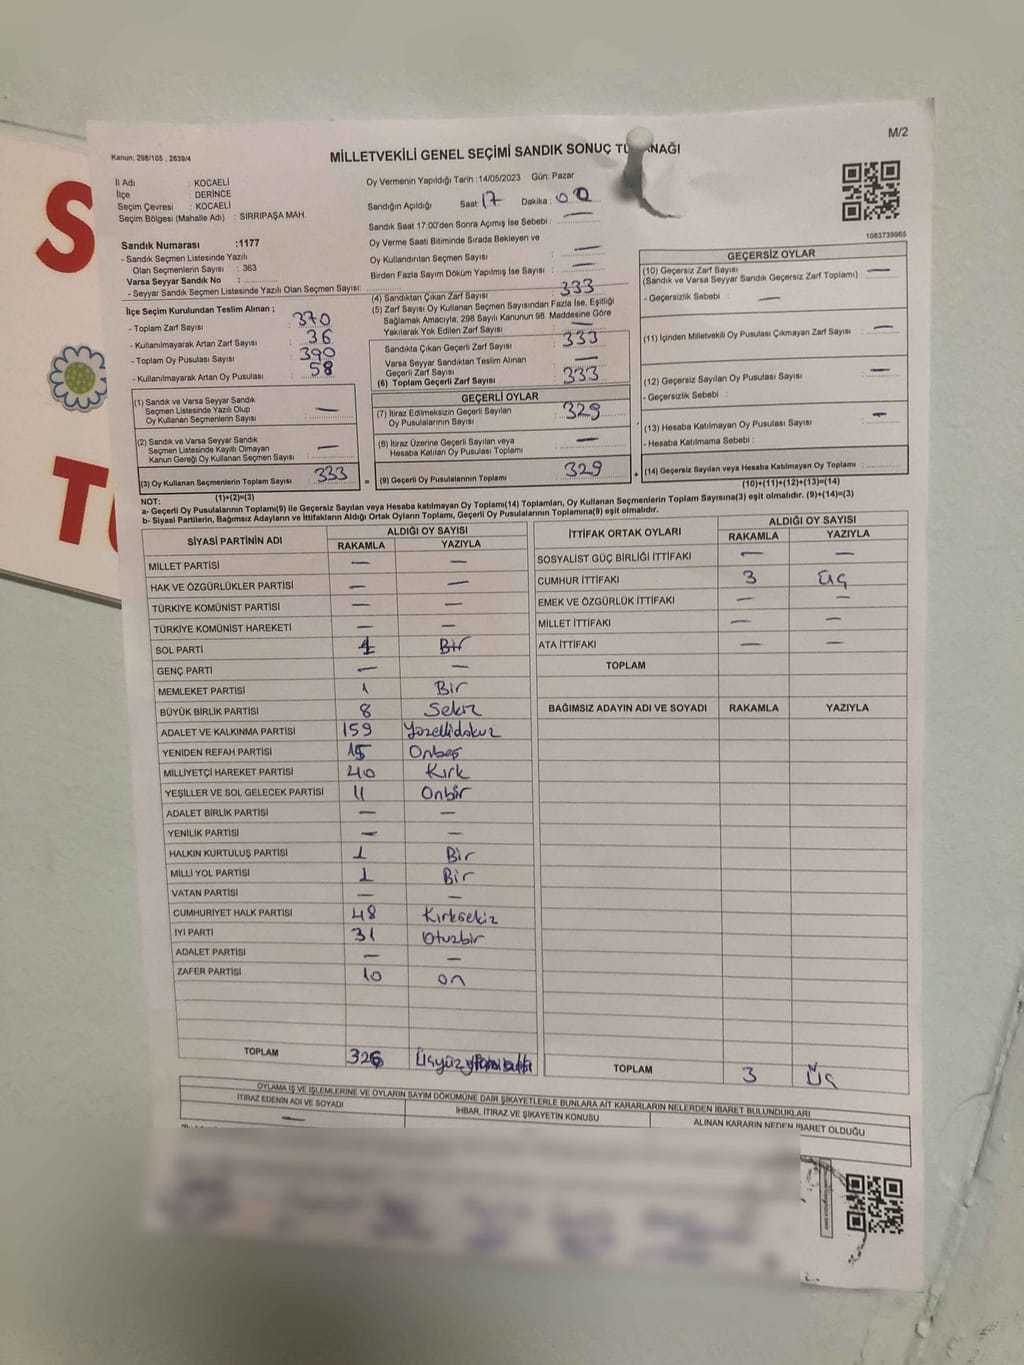 M/2
Kanun: 298/105 , 2839/4
MİLLETVEKİLİ GENEL SEÇİMİ SANDIK SONUÇ
İl Adı : KOCAELİ
İlçe : DERİNCE
Seçim Çevresi : KOCAELİ
Seçim Bölgesi (Mahalle Adı) : SIRRIPAŞA MAH.
Oy Vermenin Yapıldığı Tarih :14/05/2023 Gün: Pazar
Sandığın Açıldığı Saat: 17 Dakika: 00
Sandık Saat 17:00'den Sonra Açılmış İse Sebebi : —
1083739965
Sandık Numarası :1177
- Sandık Seçmen Listesinde Yazılı
Olan Seçmenlerin Sayısı : 363
Varsa Seyyar Sandık No :
- Seyyar Sandık Seçmen Listesinde Yazılı Olan Seçmen Sayısı:
Oy Verme Saati Bitiminde Sırada Bekleyen ve
Oy Kullandırılan Seçmen Sayısı : —
Birden Fazla Sayım Döküm Yapılmış İse Sayısı : —
İlçe Seçim Kurulundan Teslim Alınan ;
- Toplam Zarf Sayısı : 370
- Kullanılmayarak Artan Zarf Sayısı : 36
- Toplam Oy Pusulası Sayısı : 390
- Kullanılmayarak Artan Oy Pusulası : 58
(4) Sandıktan Çıkan Zarf Sayısı : 333
(5) Zarf Sayısı Oy Kullanan Seçmen Sayısından Fazla İse, Eşitliği
Sağlamak Amacıyla; 298 Sayılı Kanunun 98. Maddesine Göre
Yakılarak Yok Edilen Zarf Sayısı : —
Sandıkta Çıkan Geçerli Zarf Sayısı : 333
Varsa Seyyar Sandıktan Teslim Alınan
Geçerli Zarf Sayısı : —
(6) Toplam Geçerli Zarf Sayısı : 333
(1) Sandık ve Varsa Seyyar Sandık
Seçmen Listesinde Yazılı Olup
Oy Kullanan Seçmenlerin Sayısı —
(2) Sandık ve Varsa Seyyar Sandık
Seçmen Listesinde Kayıtlı Olmayan
Kanun Gereği Oy Kullanan Seçmen Sayısı —
(3) Oy Kullanan Seçmenlerin Toplam Sayısı 333
(1)+(2)=(3)
GEÇERLİ OYLAR
(7) İtiraz Edilmeksizin Geçerli Sayılan
Oy Pusulalarının Sayısı : 329
(8) İtiraz Üzerine Geçerli Sayılan veya
Hesaba Katılan Oy Pusulası Toplamı : —
(9) Geçerli Oy Pusulalarının Toplamı : 329
GEÇERSİZ OYLAR
(10) Geçersiz Zarf Sayısı
(Sandık ve Varsa Seyyar Sandık Geçersiz Zarf Toplamı) : —
- Geçersizlik Sebebi : —
(11) İçinden Milletvekili Oy Pusulası Çıkmayan Zarf Sayısı : —
(12) Geçersiz Sayılan Oy Pusulası Sayısı : —
- Geçersizlik Sebebi :
(13) Hesaba Katılmayan Oy Pusulası Sayısı : —
- Hesaba Katılmama Sebebi :
(14) Geçersiz Sayılan veya Hesaba Katılmayan Oy Toplamı :
(10)+(11)+(12)+(13)=(14)
NOT:
a- Geçerli Oy Pusulalarının Toplamı(9) ile Geçersiz Sayılan veya Hesaba Katılmayan Oy Toplamı(14) Toplamları, Oy Kullanan Seçmenlerin Toplam Sayısına(3) eşit olmalıdır. (9)+(14)=(3)
b- Siyasi Partilerin, Bağımsız Adayların ve İttifakların Aldığı Ortak Oyların Toplamı, Geçerli Oy Pusulalarının Toplamına(9) eşit olmalıdır.
SİYASİ PARTİNİN ADI ALDIĞI OY SAYISI
RAKAMLA YAZIYLA
MİLLET PARTİSİ — —
HAK VE ÖZGÜRLÜKLER PARTİSİ — —
TÜRKİYE KOMÜNİST PARTİSİ — —
TÜRKİYE KOMÜNİST HAREKETİ — —
SOL PARTİ 1 Bir
GENÇ PARTİ — —
MEMLEKET PARTİSİ 1 Bir
BÜYÜK BİRLİK PARTİSİ 8 Sekiz
ADALET VE KALKINMA PARTİSİ 159 Yüzellidokuz
YENİDEN REFAH PARTİSİ 15 Onbeş
MİLLİYETÇİ HAREKET PARTİSİ 40 Kırk
YEŞİLLER VE SOL GELECEK PARTİSİ 11 Onbir
ADALET BİRLİK PARTİSİ — —
YENİLİK PARTİSİ — —
HALKIN KURTULUŞ PARTİSİ 1 Bir
MİLLİ YOL PARTİSİ 1 Bir
VATAN PARTİSİ — —
CUMHURİYET HALK PARTİSİ 48 Kırksekiz
İYİ PARTİ 31 Otuzbir
ADALET PARTİSİ — —
ZAFER PARTİSİ 10 on
TOPLAM 326
İTTİFAK ORTAK OYLARI ALDIĞI OY SAYISI
RAKAMLA YAZIYLA
SOSYALİST GÜÇ BİRLİĞİ İTTİFAKI — —
CUMHUR İTTİFAKI 3 üç
EMEK VE ÖZGÜRLÜK İTTİFAKI — —
MİLLET İTTİFAKI — —
ATA İTTİFAKI — —
TOPLAM
BAĞIMSIZ ADAYIN ADI VE SOYADI RAKAMLA YAZIYLA
TOPLAM 3 Üç
OYLAMA İŞ VE İŞLEMLERİNE VE OYLARIN SAYIM DÖKÜMÜNE DAİR ŞİKAYETLERLE BUNLARA AİT KARARLARIN NELERDEN İBARET BULUNDUKLARI
İTİRAZ EDENİN ADI VE SOYADI İHBAR, İTİRAZ VE ŞİKAYETİN KONUSU ALINAN KARARIN NEDEN İBARET OLDUĞU
—